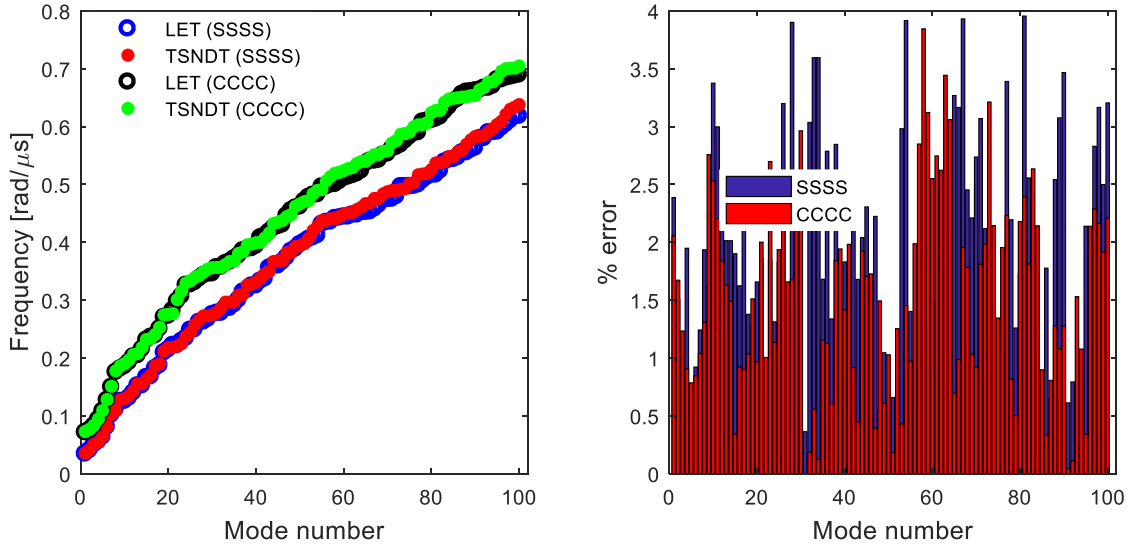 0.8
0.7
0.6
0.5
0.4
0.3
0.2
0.1
0
Frequency [rad/μs]
LET (SSSS)
TSNDT (SSSS)
LET (CCCC)
TSNDT (CCCC)
0 20 40 60 80 100
Mode number
4
3.5
3
2.5
2
1.5
1
0.5
0
% error
SSSS
CCCC
0 20 40 60 80 100
Mode number